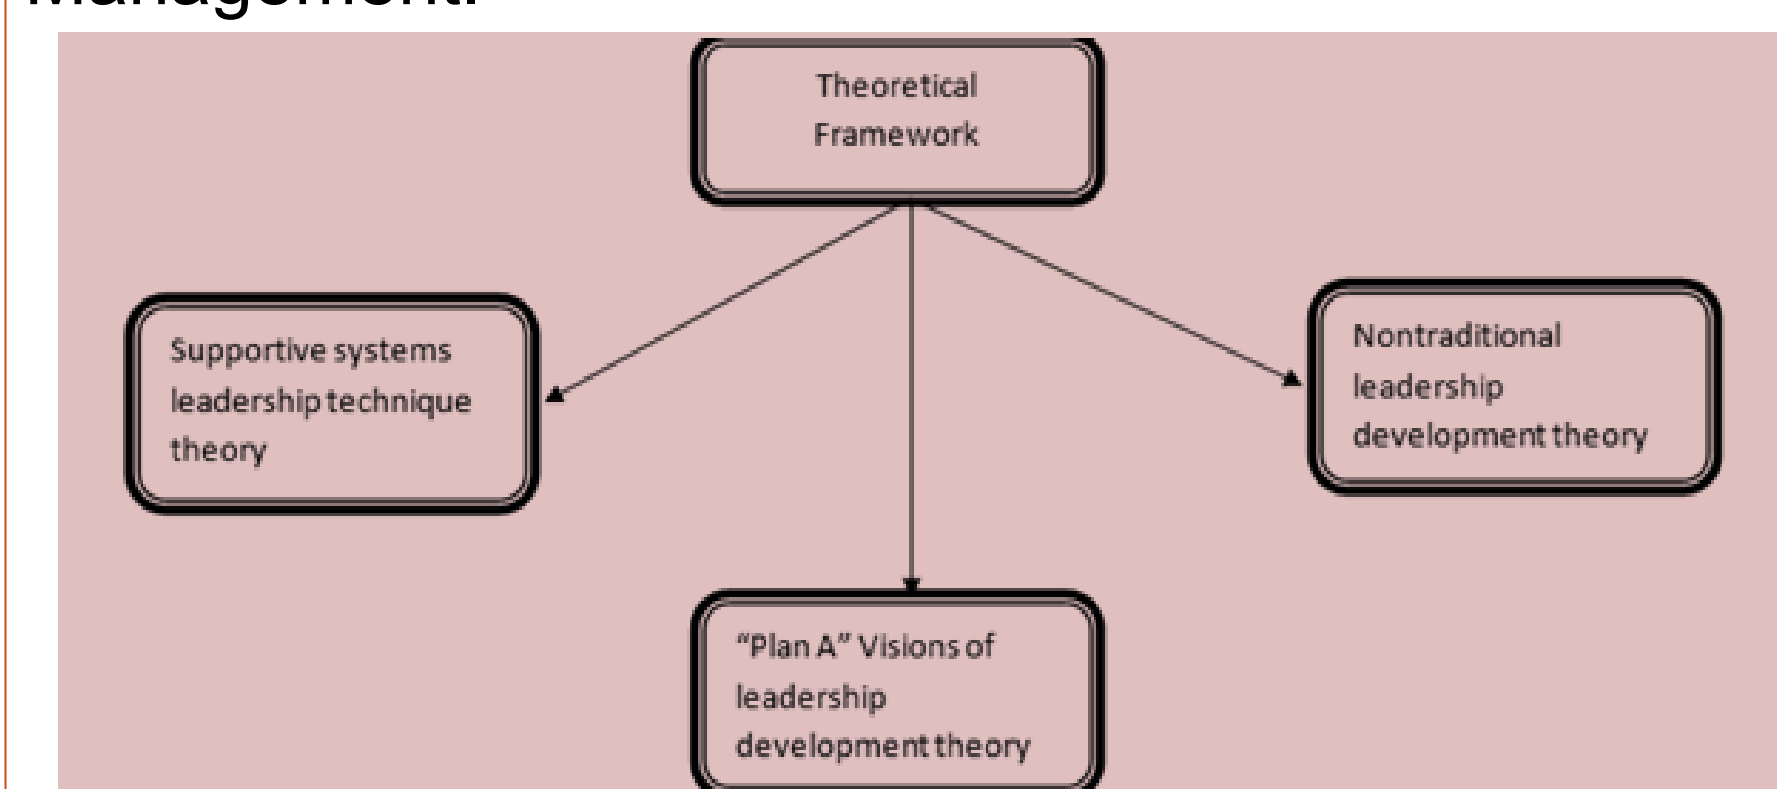 Management.
Theoretical
Framework
Supportive systems
leadership technique
theory
Nontraditional
leadership
development theory
“Plan A” Visions of
leadership
development theory